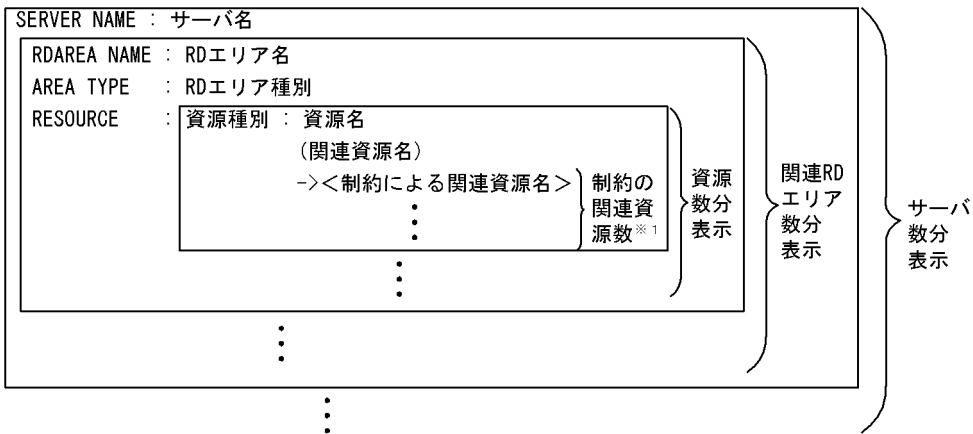 SERVER NAME : サーバ名
RDAREA NAME : RDエリア名
AREA TYPE : RDエリア種別
RESOURCE : 資源種別 : 資源名
(関連資源名)
-><制約による関連資源名>
制約の
関連資
源数※1
資源
数分
表示
関連RD
エリア
数分
表示
サーバ
数分
表示